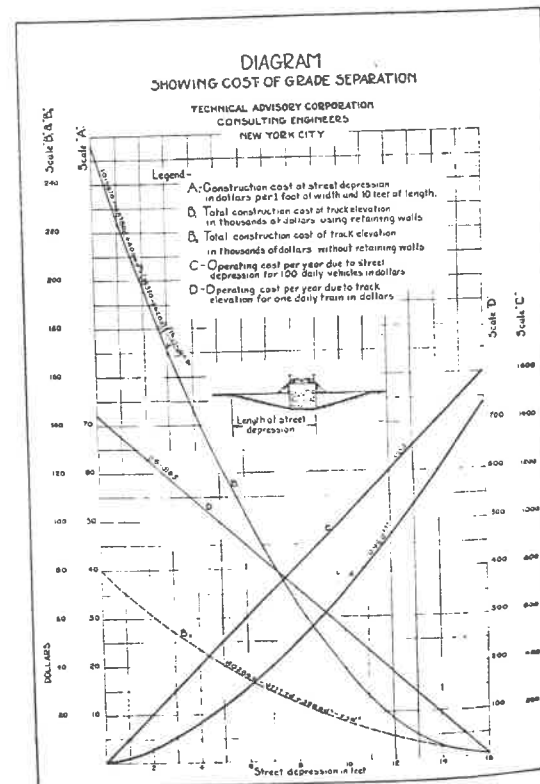 DIAGRAM
SHOWING COST OF GRADE SEPARATION
TECHNICAL ADVISORY CORPORATION
CONSULTING ENGINEERS
NEW YORK CITY
Legend-
A-Construction cost at street depression
in dollars per 1 foot of width and 10 feet of length.
B, Total construction cost of track elevation
in thousands of dollars using retaining walls
B, Total construction cost of track elevation
in thousands of dollars without retaining walls
C-Operating cost per year due to street
depression for 100 daily vehicles in dollars
D-Operating cost per year due to track
elevation for one daily train in dollars
Scale "A"
Scale "D"
Scale "C"
240
200
180
160
140
120
100
60
40
20
70
60
50
40
30
20
10
DOLLARS
Length of street
depression
1600
1400
1000
800
600
400
200
700
600
500
400
300
200
100
B
D
C
B
2 4 6 8 10 12 14 16
Street depression in feet